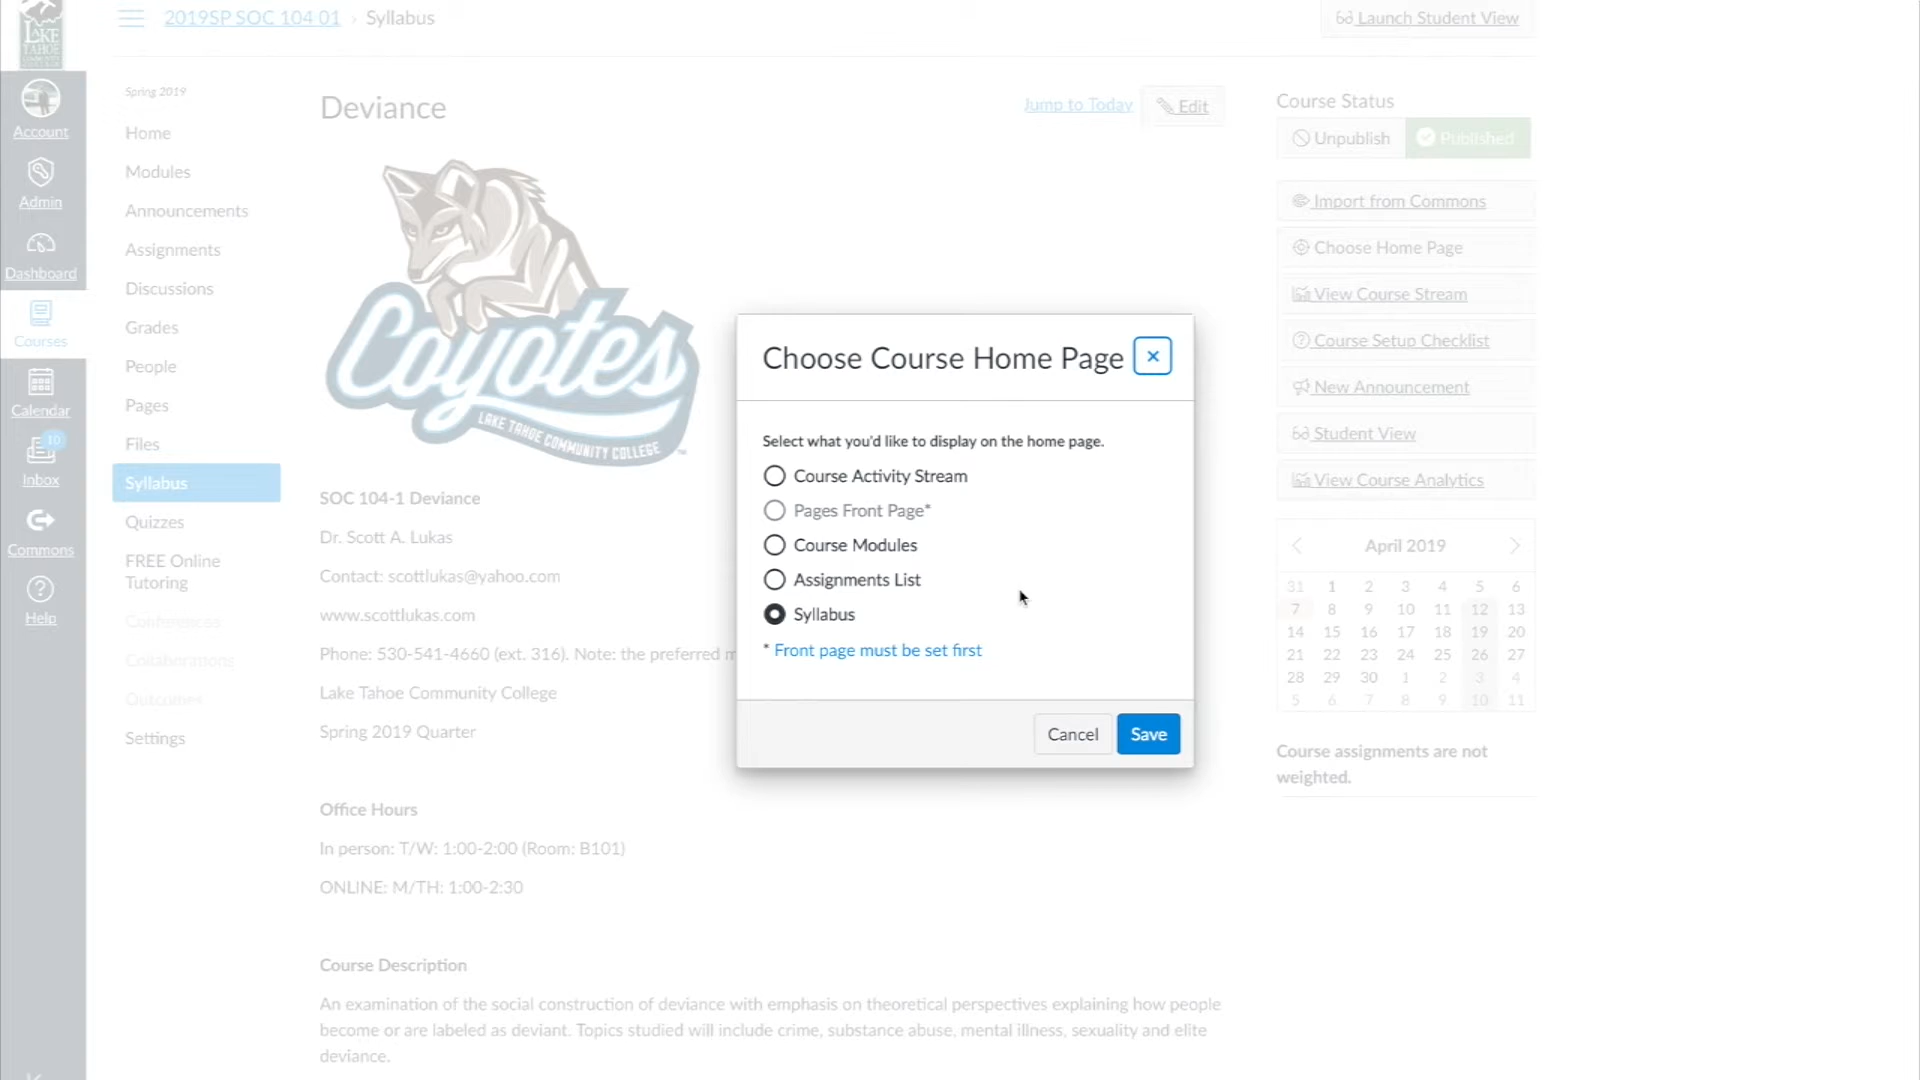 LAKE
TAHOE
2019SP SOC 104 01 › Syllabus
Launch Student View
Account
Admin
Dashboard
Courses
Calendar
10
Inbox
Commons
Help
Spring 2019
Home
Modules
Announcements
Assignments
Discussions
Grades
People
Pages
Files
Syllabus
Quizzes
FREE Online
Tutoring
Conferences
Collaborations
Outcomes
Settings
Deviance
Jump to Today
Edit
Coyotes
LAKE TAHOE COMMUNITY COLLEGE
SOC 104-1 Deviance
Dr. Scott A. Lukas
Contact: scottlukas@yahoo.com
www.scottlukas.com
Phone: 530-541-4660 (ext. 316). Note: the preferred m
Lake Tahoe Community College
Spring 2019 Quarter
Office Hours
In person: T/W: 1:00-2:00 (Room: B101)
ONLINE: M/TH: 1:00-2:30
Course Description
An examination of the social construction of deviance with emphasis on theoretical perspectives explaining how people
become or are labeled as deviant. Topics studied will include crime, substance abuse, mental illness, sexuality and elite
deviance.
Choose Course Home Page
Select what you'd like to display on the home page.
Course Activity Stream
Pages Front Page*
Course Modules
Assignments List
Syllabus
* Front page must be set first
Cancel
Save
Course Status
Unpublish
Published
Import from Commons
Choose Home Page
View Course Stream
Course Setup Checklist
New Announcement
Student View
View Course Analytics
April 2019
31 1 2 3 4 5 6
7 8 9 10 11 12 13
14 15 16 17 18 19 20
21 22 23 24 25 26 27
28 29 30 1 2 3 4
5 6 7 8 9 10 11
Course assignments are not
weighted.